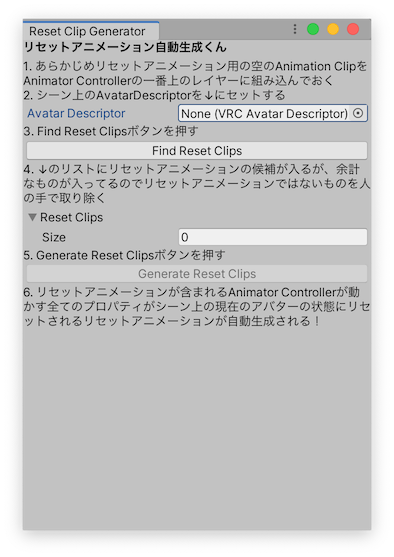 Reset Clip Generator
リセットアニメーション自動生成くん
1. あらかじめリセットアニメーション用の空のAnimation Clipを
Animator Controllerの一番上のレイヤーに組み込んでおく
2. シーン上のAvatarDescriptorを↓にセットする
Avatar Descriptor None (VRC Avatar Descriptor)
3. Find Reset Clipsボタンを押す
Find Reset Clips
4. ↓のリストにリセットアニメーションの候補が入るが、余計
なものが入ってるのでリセットアニメーションではないものを人
の手で取り除く
Reset Clips
Size 0
5. Generate Reset Clipsボタンを押す
Generate Reset Clips
6. リセットアニメーションが含まれるAnimator Controllerが動
かす全てのプロパティがシーン上の現在のアバターの状態にリセ
ットされるリセットアニメーションが自動生成される！